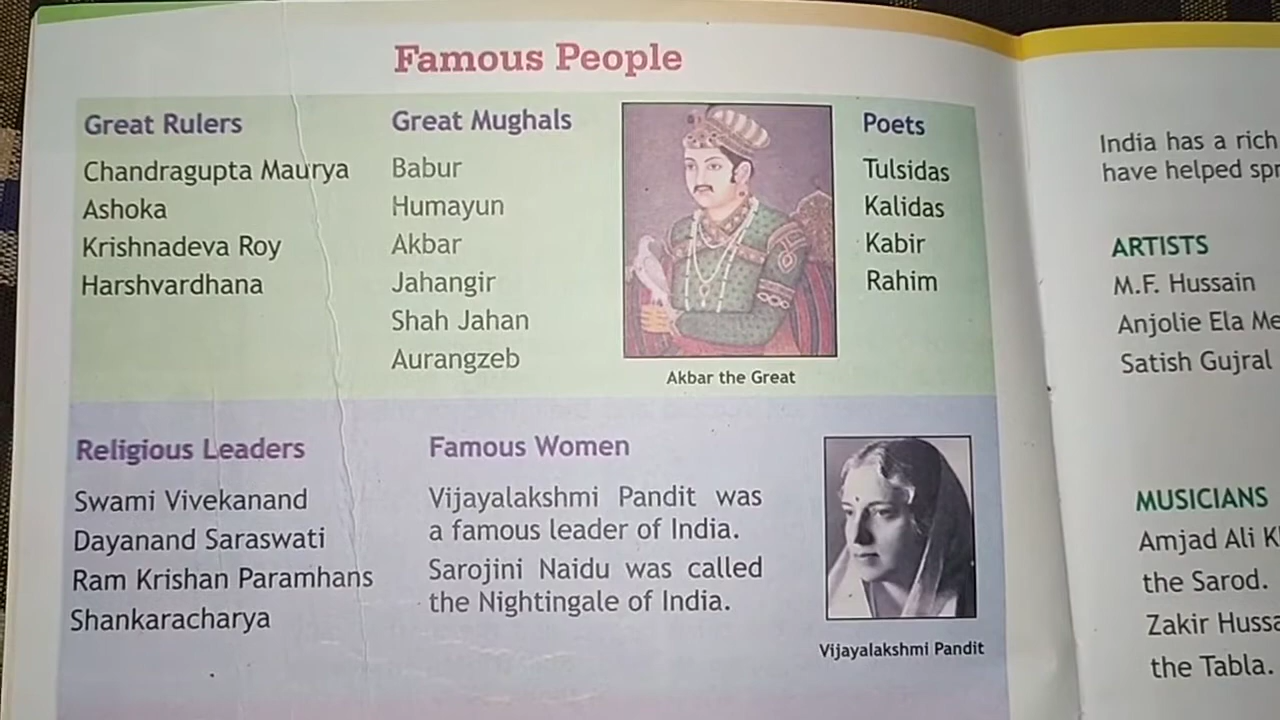 Famous People
Great Rulers
Chandragupta Maurya
Ashoka
Krishnadeva Roy
Harshvardhana
Great Mughals
Babur
Humayun
Akbar
Jahangir
Shah Jahan
Aurangzeb
Akbar the Great
Poets
Tulsidas
Kalidas
Kabir
Rahim
Religious Leaders
Swami Vivekanand
Dayanand Saraswati
Ram Krishan Paramhans
Shankaracharya
Famous Women
Vijayalakshmi Pandit was
a famous leader of India.
Sarojini Naidu was called
the Nightingale of India.
Vijayalakshmi Pandit
India has a rich
have helped
ARTISTS
M.F. Hussain
Anjolie Ela
Satish Gujral
MUSICIANS
Amjad Ali
the Sarod.
Zakir
the Tabla.